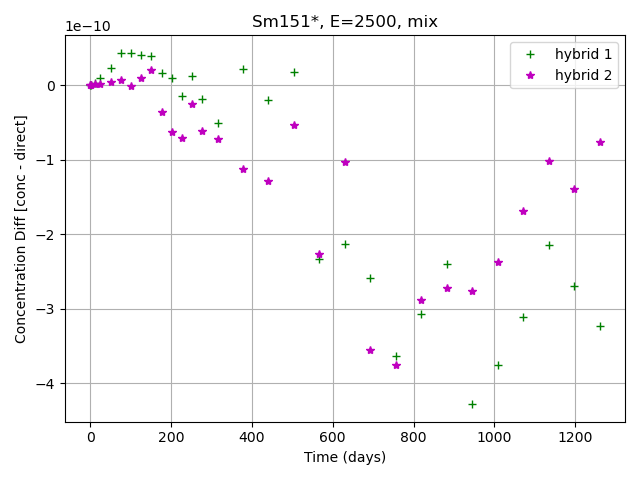 Sm151*, E=2500, mix
1e−10
hybrid 1
hybrid 2
0
−1
−2
−3
−4
Concentration Diff [conc - direct]
0 200 400 600 800 1000 1200
Time (days)